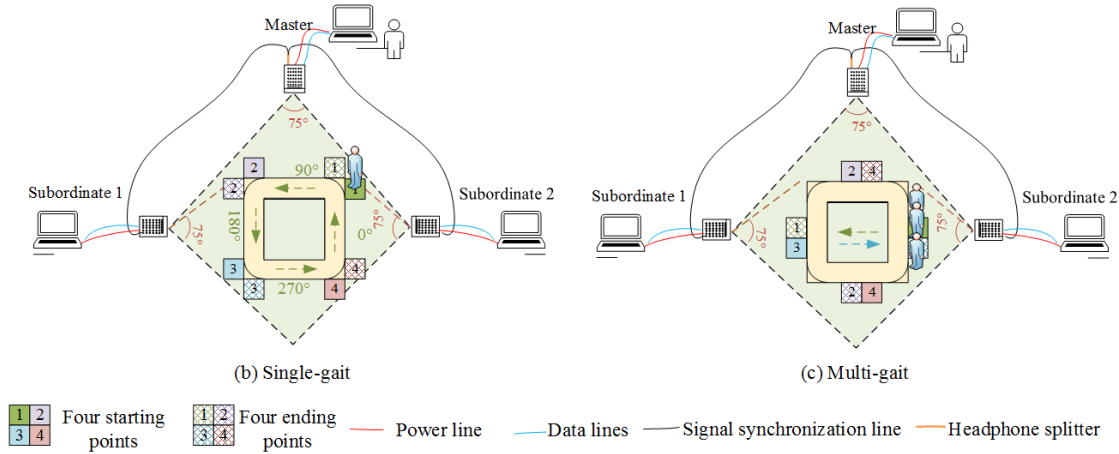 Master
Master
75°
75°
Subordinate 1
Subordinate 2
Subordinate 1
Subordinate 2
2
90°
1
2
1
2
4
75°
180°
0°
75°
75°
1
3
75°
3
4
3
270°
4
2
4
(b) Single-gait
(c) Multi-gait
1 2
3 4
Four starting
points
1 2
3 4
Four ending
points
Power line
Data lines
Signal synchronization line
Headphone splitter